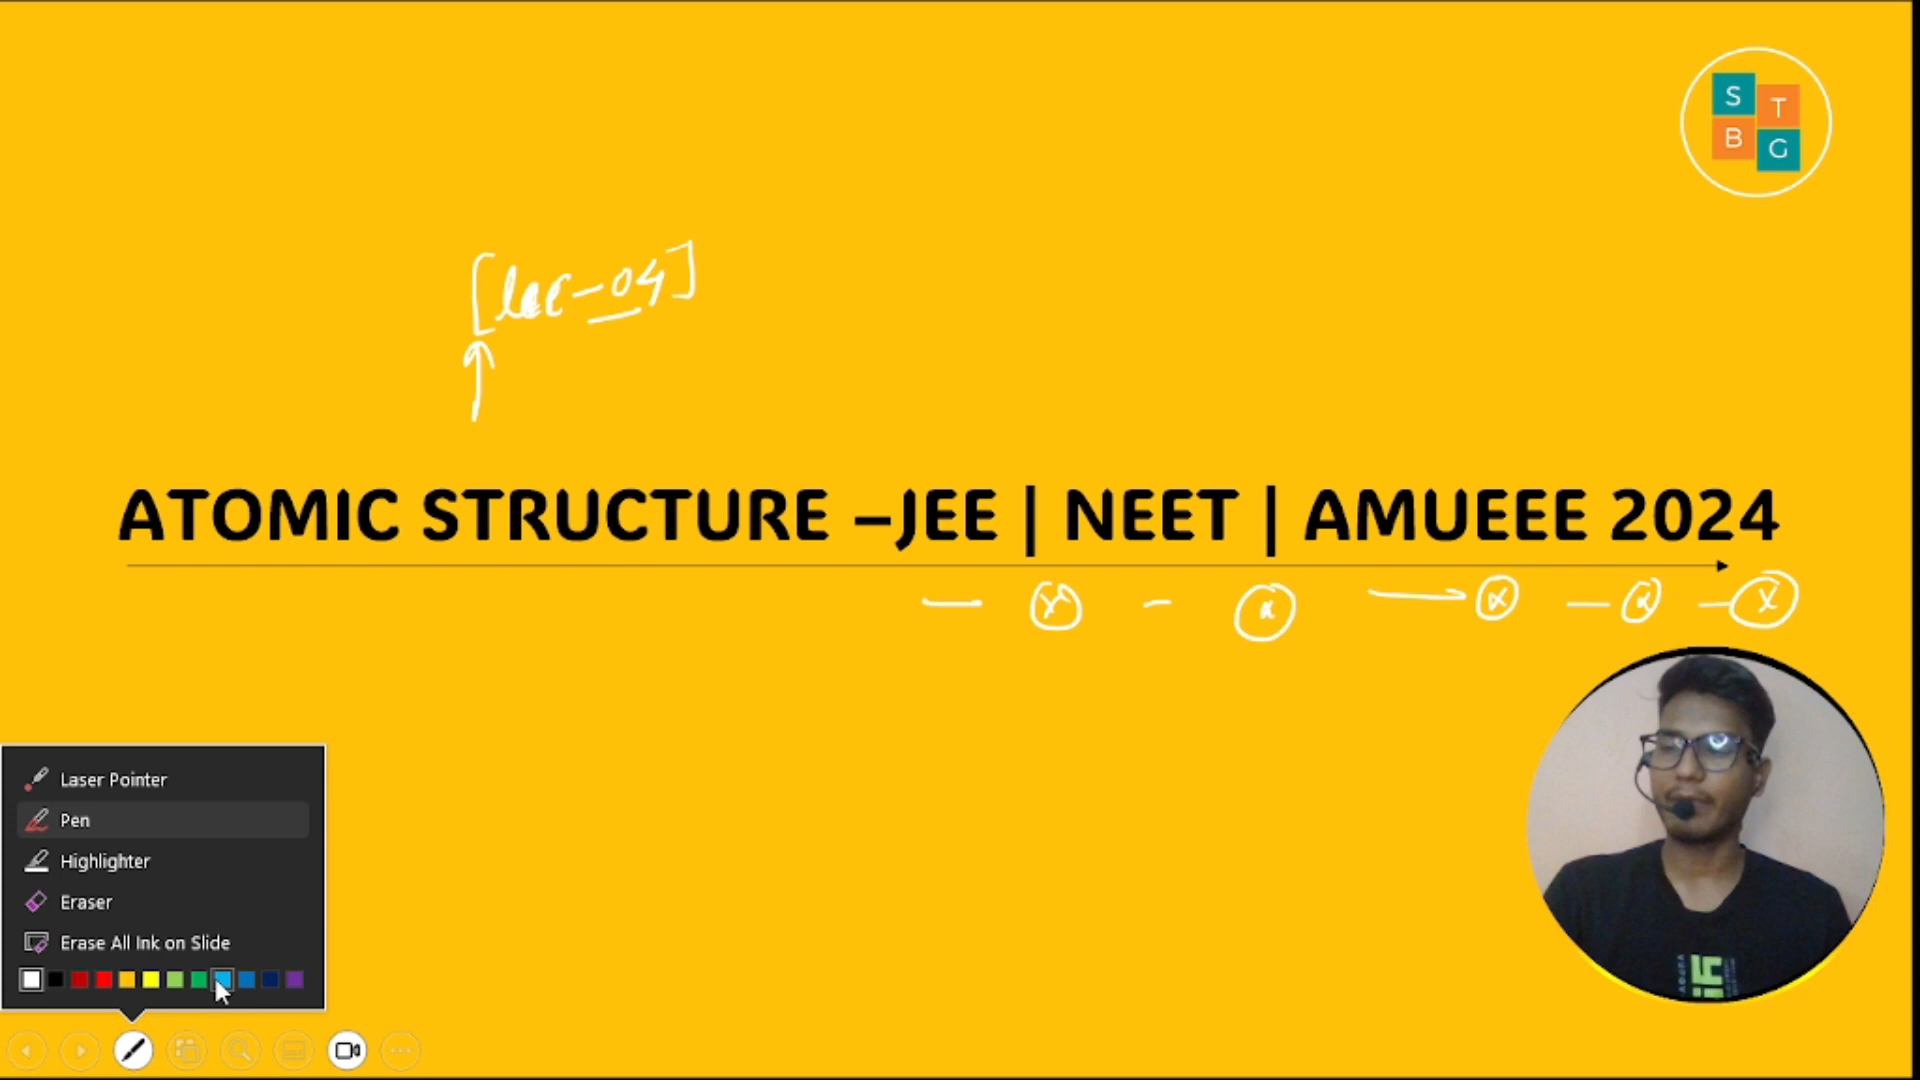 S T
B G
[lec-04]
ATOMIC STRUCTURE –JEE | NEET | AMUEEE 2024
Laser Pointer
Pen
Highlighter
Eraser
Erase All Ink on Slide